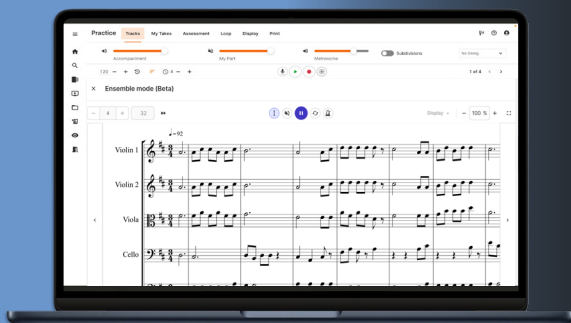 Practice Tracks My Takes Assessment Loop Display Print
Accompaniment My Part Metronome Subdivisions No Delay
120 - + 4 - + 1 of 4 < >
× Ensemble mode (Beta)
- 4 + 32 Display - 100 % +
♩=92
Violin 1
Violin 2
Viola
Cello